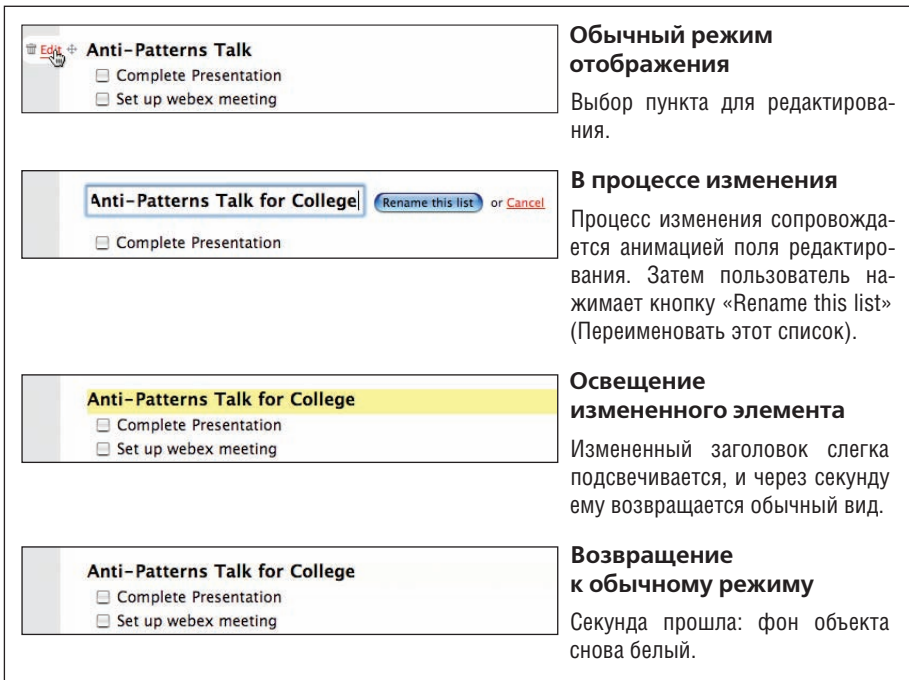 Edit Anti-Patterns Talk
Complete Presentation
Set up webex meeting
Обычный режим
отображения
Выбор пункта для редактирова-
ния.
Anti-Patterns Talk for College Rename this list or Cancel
Complete Presentation
В процессе изменения
Процесс изменения сопровожда-
ется анимацией поля редактиро-
вания. Затем пользователь на-
жимает кнопку «Rename this list»
(Переименовать этот список).
Anti-Patterns Talk for College
Complete Presentation
Set up webex meeting
Освещение
измененного элемента
Измененный заголовок слегка
подсвечивается, и через секунду
ему возвращается обычный вид.
Anti-Patterns Talk for College
Complete Presentation
Set up webex meeting
Возвращение
к обычному режиму
Секунда прошла: фон объекта
снова белый.